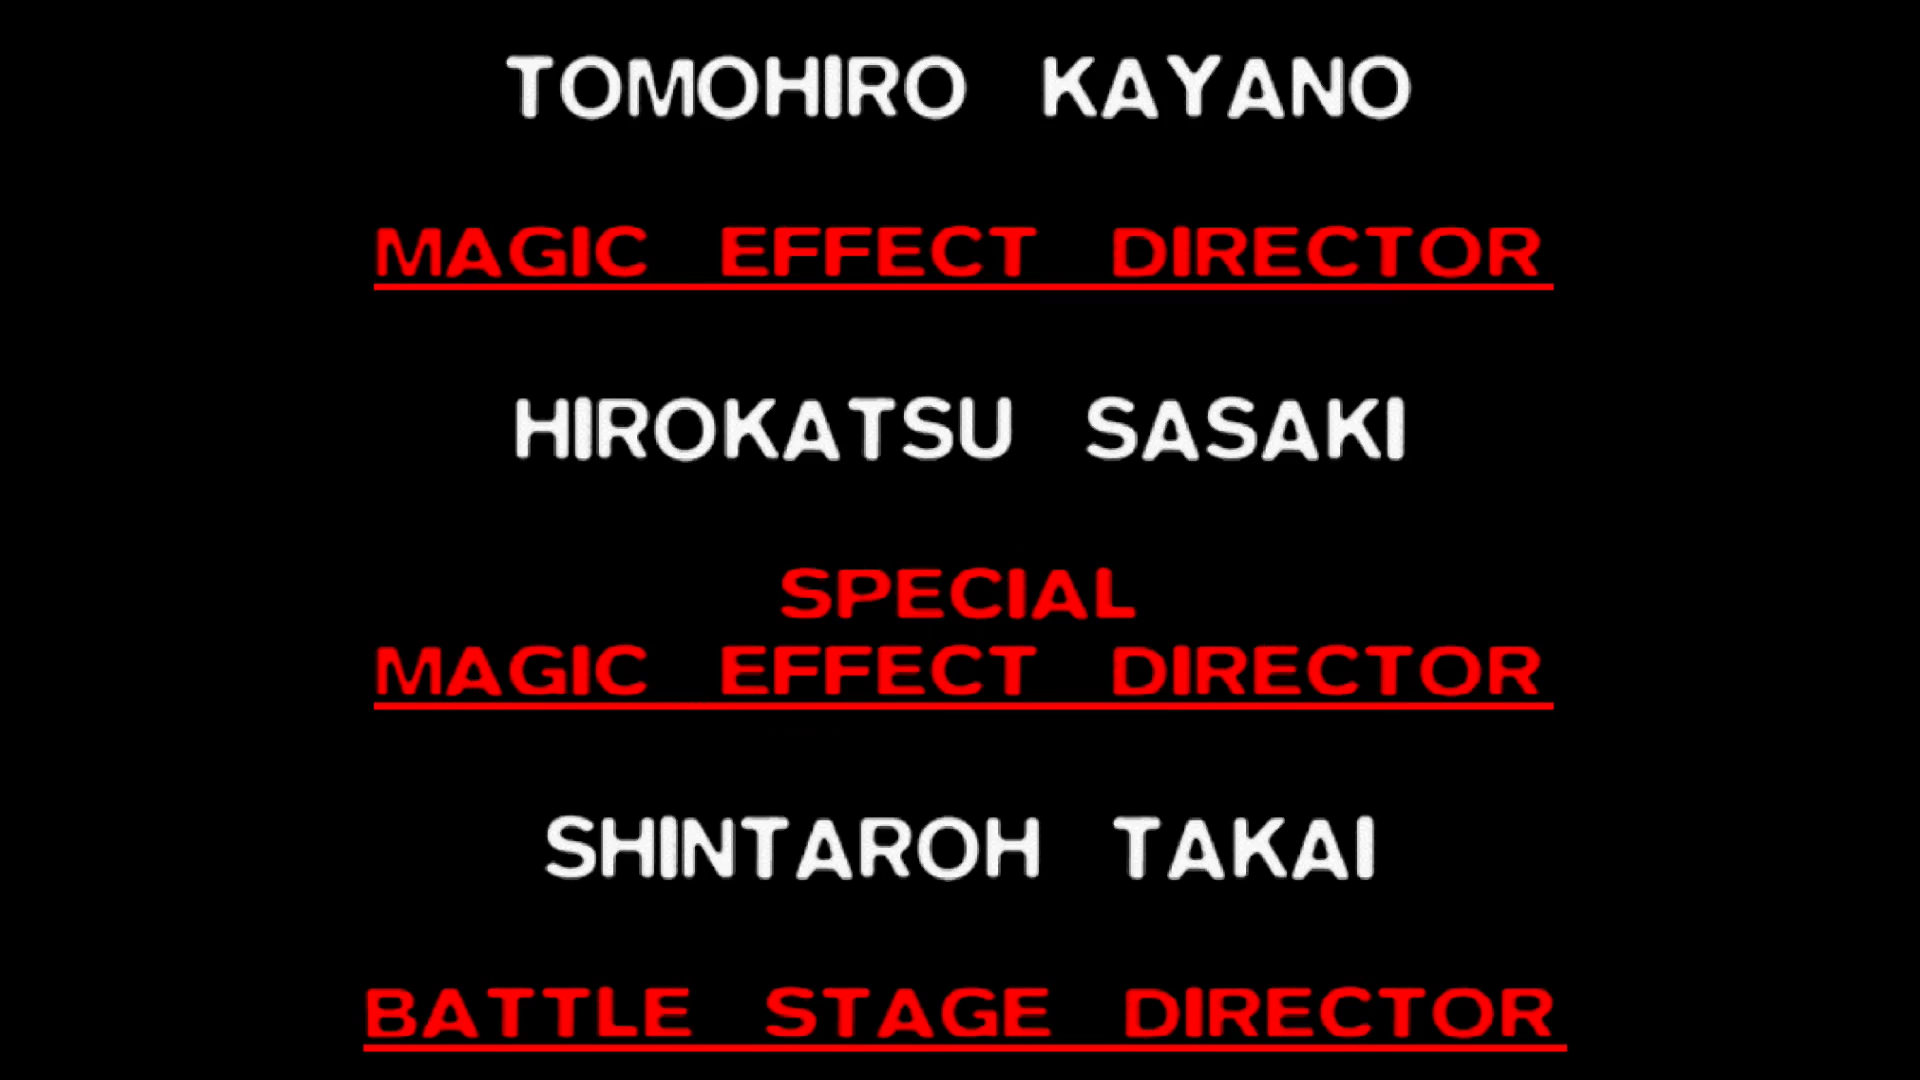 TOMOHIRO KAYANO
MAGIC EFFECT DIRECTOR
HIROKATSU SASAKI
SPECIAL
MAGIC EFFECT DIRECTOR
SHINTAROH TAKAI
BATTLE STAGE DIRECTOR